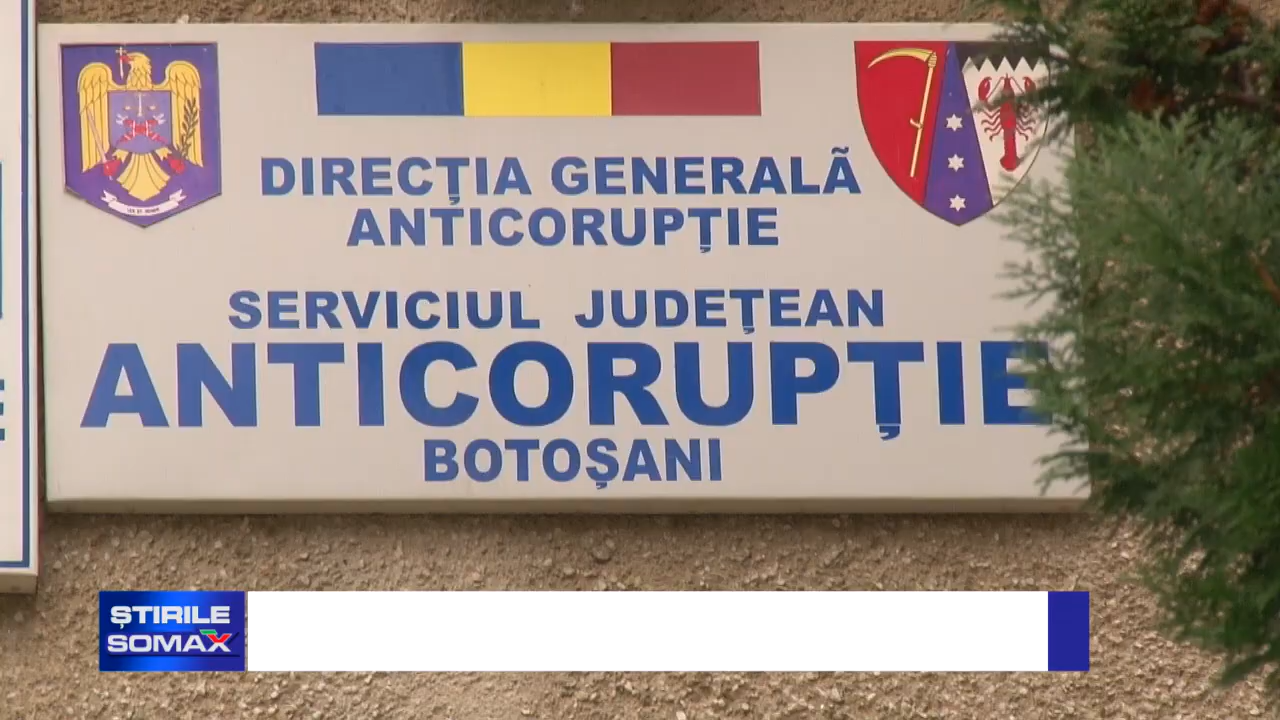 DIRECȚIA GENERALĂ
ANTICORUPȚIE
SERVICIUL JUDEȚEAN
ANTICORUPȚIE
BOTOȘANI
ȘTIRILE
SOMAX